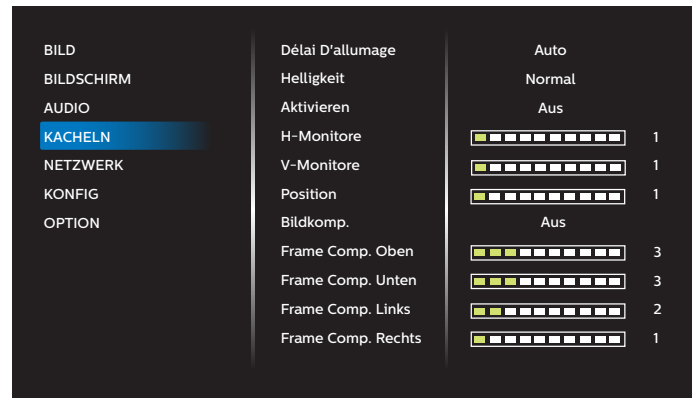 BILD
BILDSCHIRM
AUDIO
KACHELN
NETZWERK
KONFIG
OPTION
Délai D'allumage Auto
Helligkeit Normal
Aktivieren Aus
H-Monitore 1
V-Monitore 1
Position 1
Bildkomp. Aus
Frame Comp. Oben 3
Frame Comp. Unten 3
Frame Comp. Links 2
Frame Comp. Rechts 1